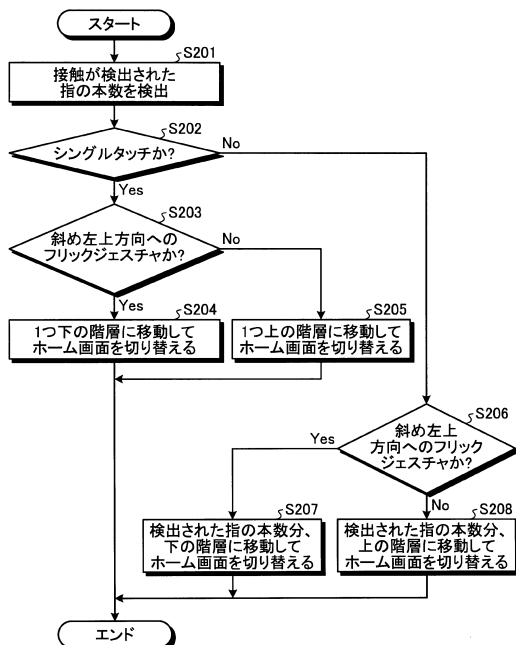 スタート
S201
接触が検出された
指の本数を検出
S202
シングルタッチか?
No
Yes
S203
斜め左上方向への
フリックジェスチャか?
No
Yes
S204
1つ下の階層に移動して
ホーム画面を切り替える
S205
1つ上の階層に移動して
ホーム画面を切り替える
S206
斜め左上
方向へのフリック
ジェスチャか?
Yes
No
S207
検出された指の本数分、
下の階層に移動して
ホーム画面を切り替える
S208
検出された指の本数分、
上の階層に移動して
ホーム画面を切り替える
エンド